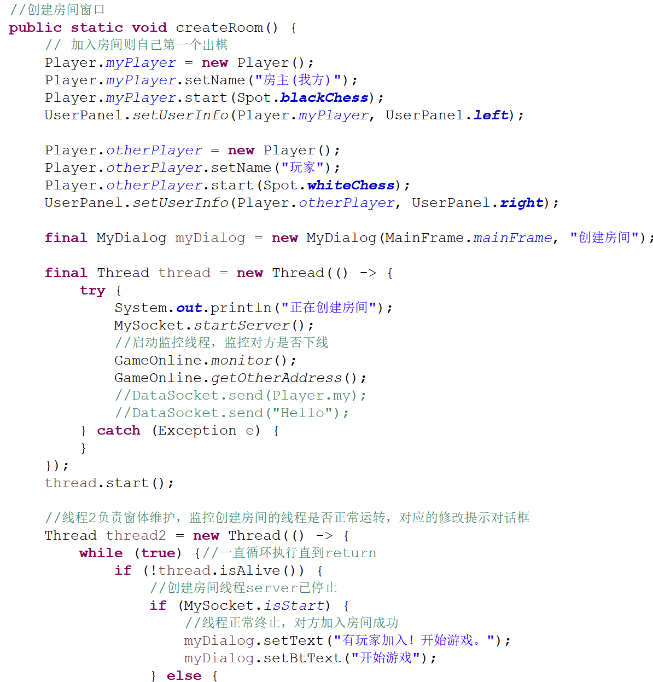 //创建房间窗口
public static void createRoom() {
    // 加入房间则自己第一个出棋
    Player.myPlayer = new Player();
    Player.myPlayer.setName("房主(我方)");
    Player.myPlayer.start(Spot.blackChess);
    UserPanel.setUserInfo(Player.myPlayer, UserPanel.left);

    Player.otherPlayer = new Player();
    Player.otherPlayer.setName("玩家");
    Player.otherPlayer.start(Spot.whiteChess);
    UserPanel.setUserInfo(Player.otherPlayer, UserPanel.right);

    final MyDialog myDialog = new MyDialog(MainFrame.mainFrame, "创建房间");

    final Thread thread = new Thread(() -> {
        try {
            System.out.println("正在创建房间");
            MySocket.startServer();
            //启动监控线程，监控对方是否下线
            GameOnline.monitor();
            GameOnline.getOtherAddress();
            //DataSocket.send(Player.my);
            //DataSocket.send("Hello");
        } catch (Exception e) {
        }
    });
    thread.start();

    //线程2负责窗体维护，监控创建房间的线程是否正常运转，对应的修改提示对话框
    Thread thread2 = new Thread(() -> {
        while (true) {//一直循环执行直到return
            if (!thread.isAlive()) {
                //创建房间线程server已停止
                if (MySocket.isStart) {
                    //线程正常终止，对方加入房间成功
                    myDialog.setText("有玩家加入！开始游戏。");
                    myDialog.setBtText("开始游戏");
                } else {